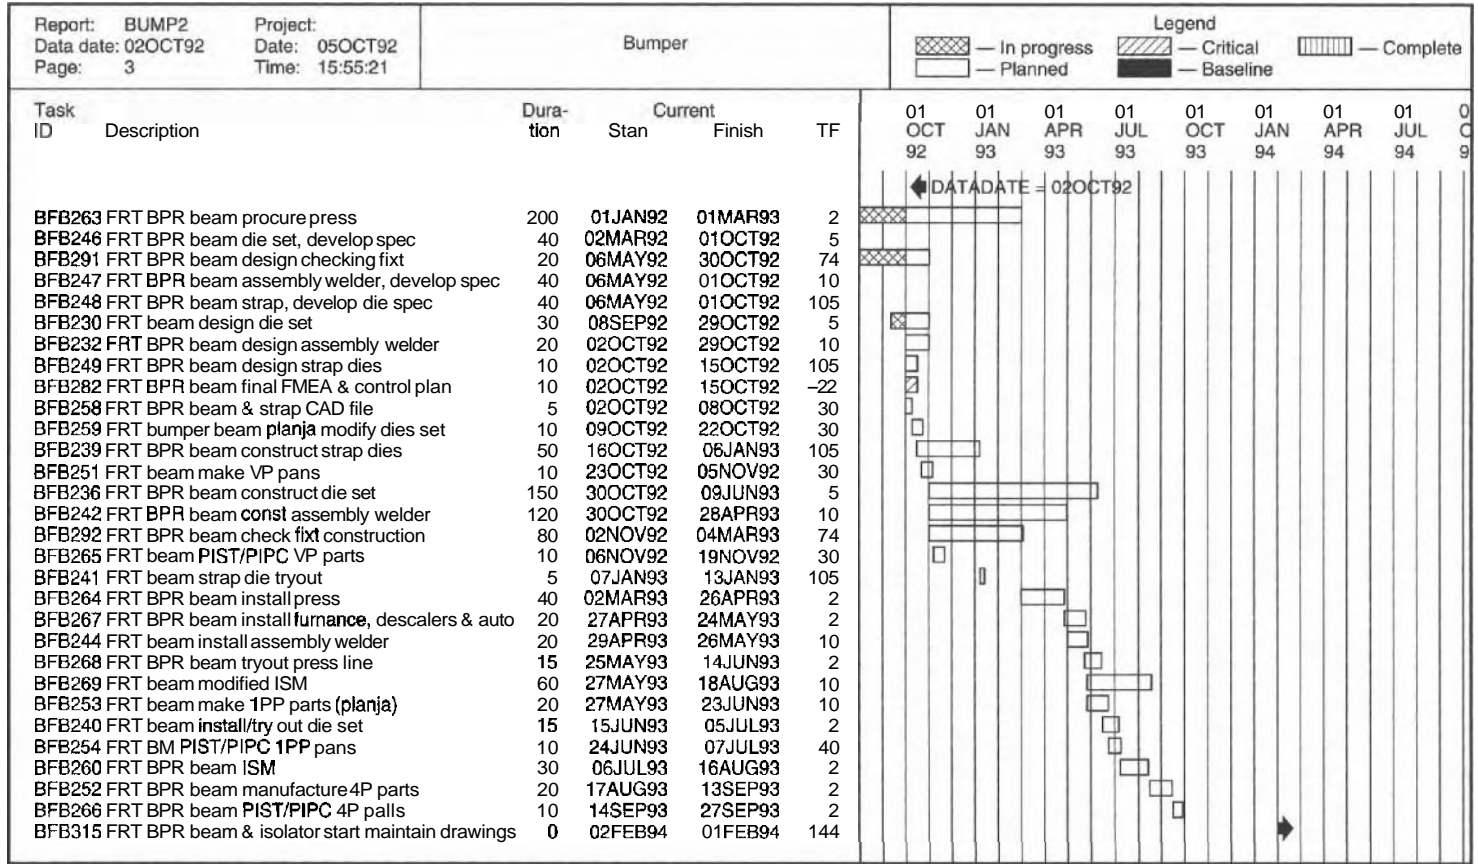 Report: BUMP2 Project:
Data date: 02OCT92 Date: 05OCT92
Page: 3 Time: 15:55:21
Bumper
Legend
— In progress — Critical — Complete
— Planned — Baseline
Task Dura- Current
ID Description tion Stan Finish TF
01 01 01 01 01 01 01 01 0
OCT JAN APR JUL OCT JAN APR JUL O
92 93 93 93 93 94 94 94 9
DATADATE = 02OCT92
BFB263 FRT BPR beam procure press 200 01JAN92 01MAR93 2
BFB246 FRT BPR beam die set, develop spec 40 02MAR92 01OCT92 5
BFB291 FRT BPR beam design checking fixt 20 06MAY92 30OCT92 74
BFB247 FRT BPR beam assembly welder, develop spec 40 06MAY92 01OCT92 10
BFB248 FRT BPR beam strap, develop die spec 40 06MAY92 01OCT92 105
BFB230 FRT beam design die set 30 08SEP92 29OCT92 5
BFB232 FRT BPR beam design assembly welder 20 02OCT92 29OCT92 10
BFB249 FRT BPR beam design strap dies 10 02OCT92 15OCT92 105
BFB282 FRT BPR beam final FMEA & control plan 10 02OCT92 15OCT92 –22
BFB258 FRT BPR beam & strap CAD file 5 02OCT92 08OCT92 30
BFB259 FRT bumper beam planja modify dies set 10 09OCT92 22OCT92 30
BFB239 FRT BPR beam construct strap dies 50 16OCT92 06JAN93 105
BFB251 FRT beam make VP pans 10 23OCT92 05NOV92 30
BFB236 FRT BPR beam construct die set 150 30OCT92 09JUN93 5
BFB242 FRT BPR beam const assembly welder 120 30OCT92 28APR93 10
BFB292 FRT BPR beam check fixt construction 80 02NOV92 04MAR93 74
BFB265 FRT beam PIST/PIPC VP parts 10 06NOV92 19NOV92 30
BFB241 FRT beam strap die tryout 5 07JAN93 13JAN93 105
BFB264 FRT BPR beam install press 40 02MAR93 26APR93 2
BFB267 FRT BPR beam install furnance, descalers & auto 20 27APR93 24MAY93 2
BFB244 FRT beam install assembly welder 20 29APR93 26MAY93 10
BFB268 FRT BPR beam tryout press line 15 25MAY93 14JUN93 2
BFB269 FRT beam modified ISM 60 27MAY93 18AUG93 10
BFB253 FRT beam make 1PP parts (planja) 20 27MAY93 23JUN93 10
BFB240 FRT beam install/try out die set 15 15JUN93 05JUL93 2
BFB254 FRT BM PIST/PIPC 1PP pans 10 24JUN93 07JUL93 40
BFB260 FRT BPR beam ISM 30 06JUL93 16AUG93 2
BFB252 FRT BPR beam manufacture 4P parts 20 17AUG93 13SEP93 2
BFB266 FRT BPR beam PIST/PIPC 4P palls 10 14SEP93 27SEP93 2
BFB315 FRT BPR beam & isolator start maintain drawings 0 02FEB94 01FEB94 144